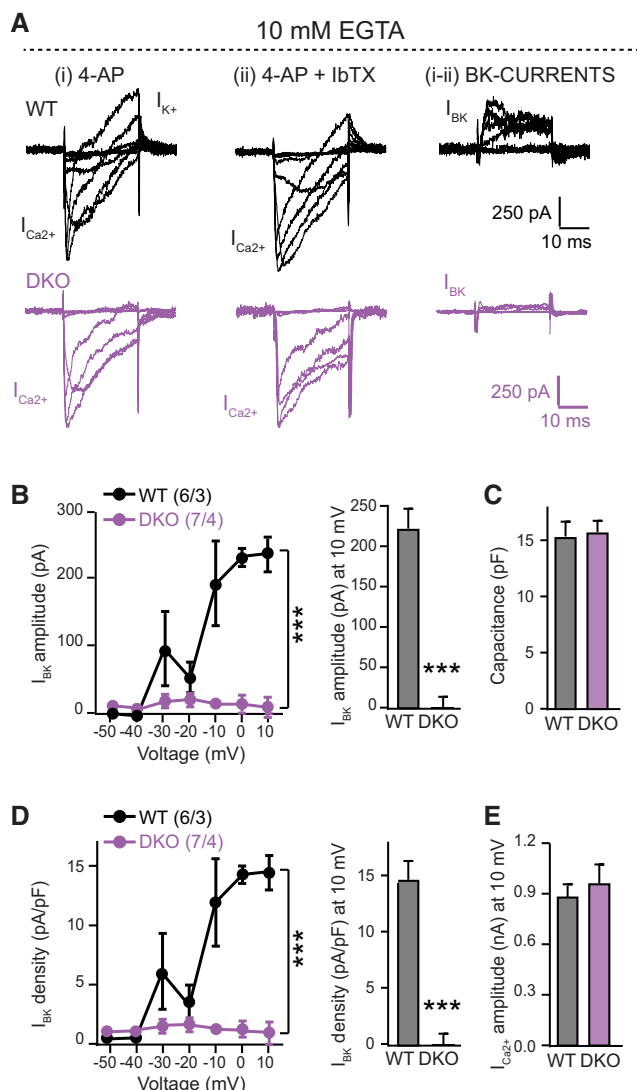 A
10 mM EGTA
(i) 4-AP
(ii) 4-AP + IbTX
(i-ii) BK-CURRENTS
WT
IK+
IBK
ICa2+
ICa2+
250 pA
10 ms
DKO
IBK
ICa2+
ICa2+
250 pA
10 ms
B
WT (6/3)
DKO (7/4)
IBK amplitude (pA)
300
200
100
0
-50 -40 -30 -20 -10 0 10
Voltage (mV)
***
IBK amplitude (pA) at 10 mV
250
200
150
100
50
0
***
WT DKO
C
Capacitance (pF)
15
10
5
0
WT DKO
D
WT (6/3)
DKO (7/4)
IBK density (pA/pF)
15
10
5
0
-50 -40 -30 -20 -10 0 10
Voltage (mV)
***
IBK density (pA/pF) at 10 mV
15
10
5
0
***
WT DKO
E
ICa2+ amplitude (nA) at 10 mV
1.2
0.9
0.6
0.3
0.0
WT DKO